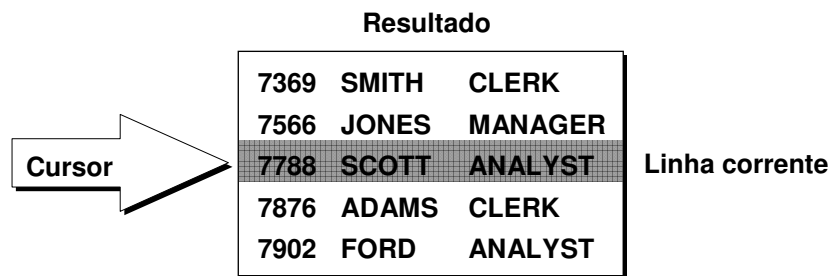 Resultado
7369 SMITH CLERK
7566 JONES MANAGER
Cursor
7788 SCOTT ANALYST
Linha corrente
7876 ADAMS CLERK
7902 FORD ANALYST